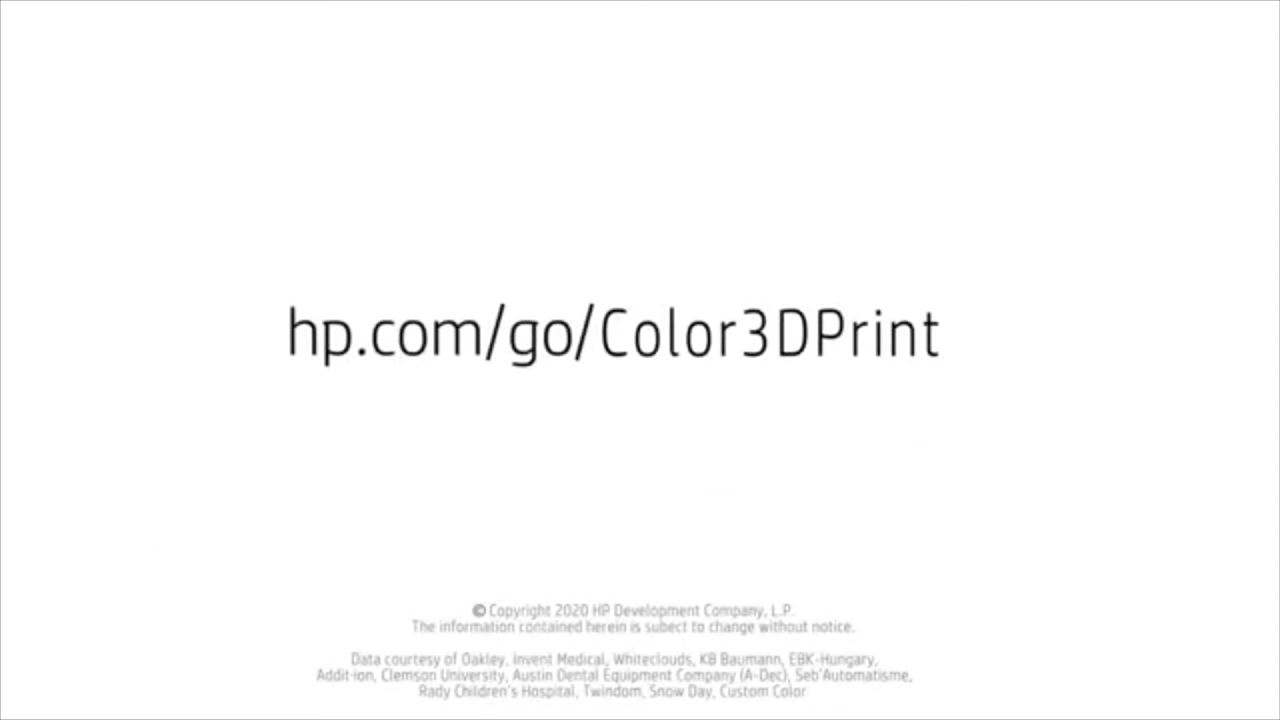 hp.com/go/Color3DPrint
© Copyright 2020 HP Development Company, L.P.
The information contained herein is subect to change without notice.
Data courtesy of Oakley, Invent Medical, Whiteclouds, KB Baumann, EBK-Hungary,
Addit-ion, Clemson University, Austin Dental Equipment Company (A-Dec), Seb'Automatisme,
Rady Children's Hospital, Twindom, Snow Day, Custom Color